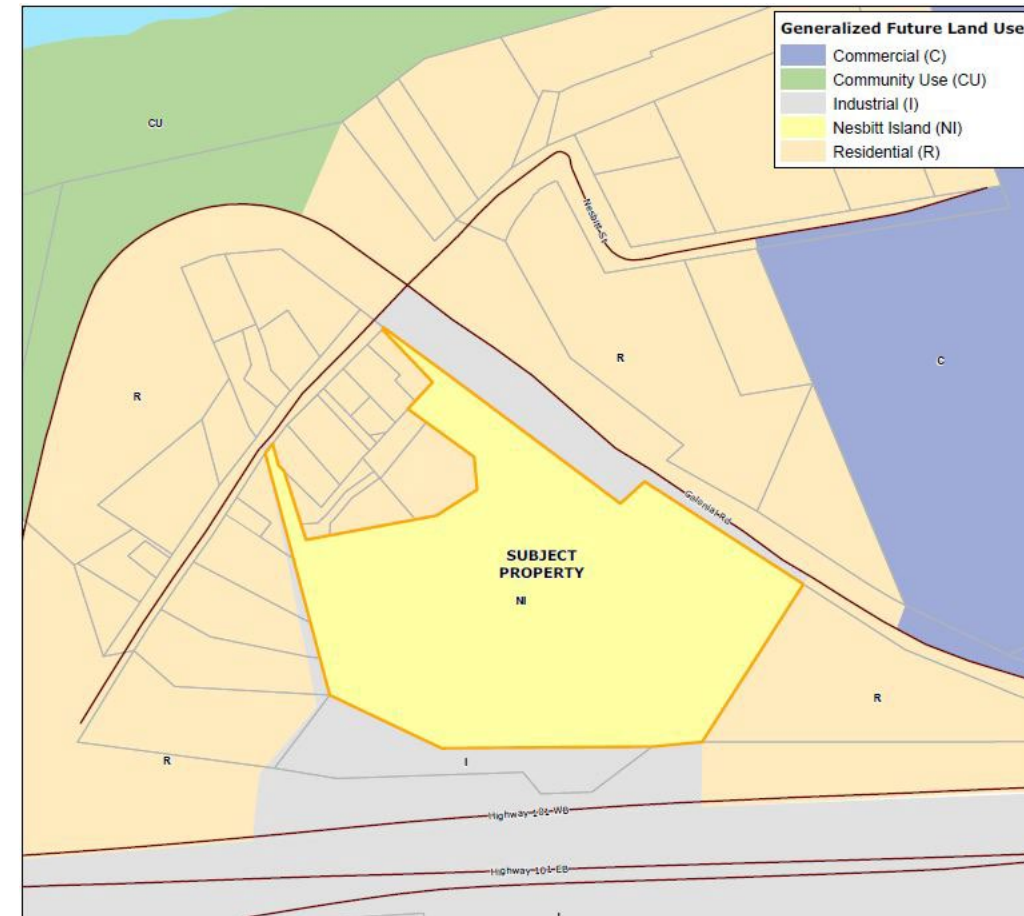 Generalized Future Land Use
Commercial (C)
Community Use (CU)
Industrial (I)
Nesbitt Island (NI)
Residential (R)
CU
Nesbitt St
R
C
R
Colonial Rd
SUBJECT
PROPERTY
NI
R
R
I
Highway 101 WB
Highway 101 EB
I